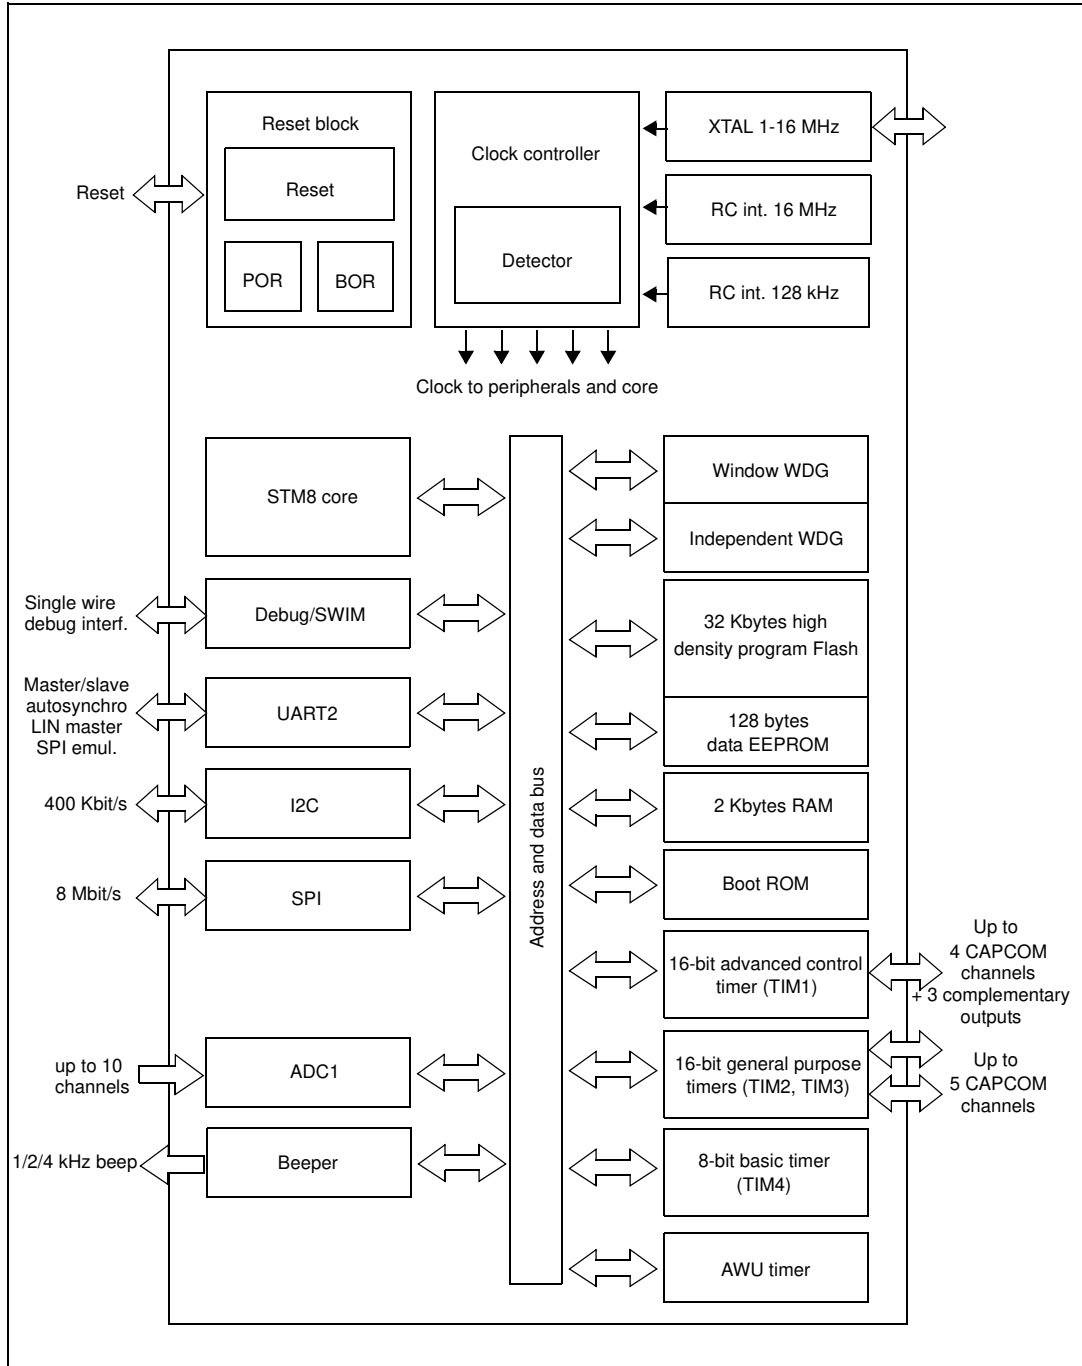 Reset block
Reset
POR
BOR
Reset
Clock controller
Detector
XTAL 1-16 MHz
RC int. 16 MHz
RC int. 128 kHz
Clock to peripherals and core
STM8 core
Single wire
debug interf.
Debug/SWIM
Master/slave
autosynchro
LIN master
SPI emul.
UART2
400 Kbit/s
I2C
8 Mbit/s
SPI
up to 10
channels
ADC1
1/2/4 kHz beep
Beeper
Address and data bus
Window WDG
Independent WDG
32 Kbytes high
density program Flash
128 bytes
data EEPROM
2 Kbytes RAM
Boot ROM
16-bit advanced control
timer (TIM1)
Up to
4 CAPCOM
channels
+ 3 complementary
outputs
16-bit general purpose
timers (TIM2, TIM3)
Up to
5 CAPCOM
channels
8-bit basic timer
(TIM4)
AWU timer